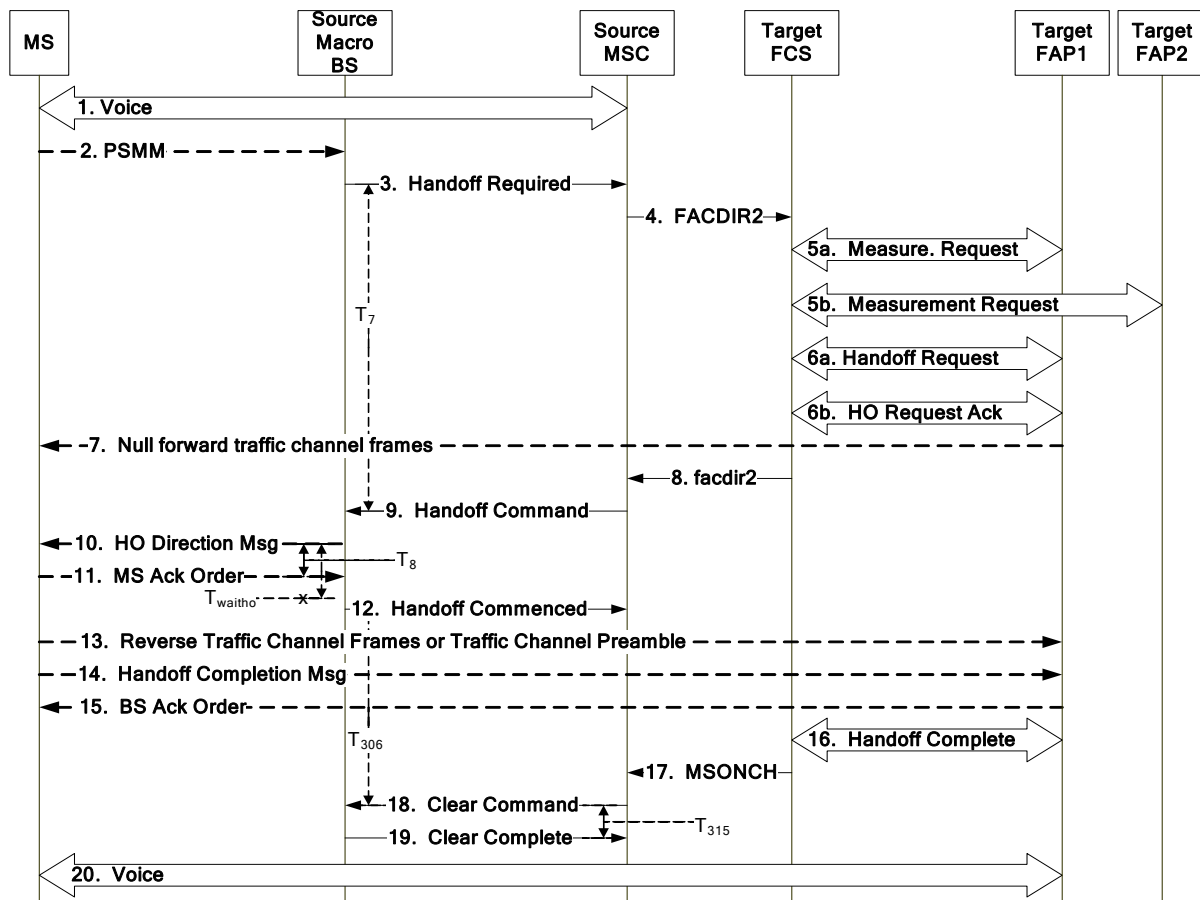 MS
Source
Macro
BS
Source
MSC
Target
FCS
Target
FAP1
Target
FAP2
1. Voice
2. PSMM
3. Handoff Required
4. FACDIR2
5a. Measure. Request
5b. Measurement Request
T7
6a. Handoff Request
6b. HO Request Ack
7. Null forward traffic channel frames
8. facdir2
9. Handoff Command
10. HO Direction Msg
T8
11. MS Ack Order
Twaitho
x
12. Handoff Commenced
13. Reverse Traffic Channel Frames or Traffic Channel Preamble
14. Handoff Completion Msg
15. BS Ack Order
T306
16. Handoff Complete
17. MSONCH
18. Clear Command
T315
19. Clear Complete
20. Voice